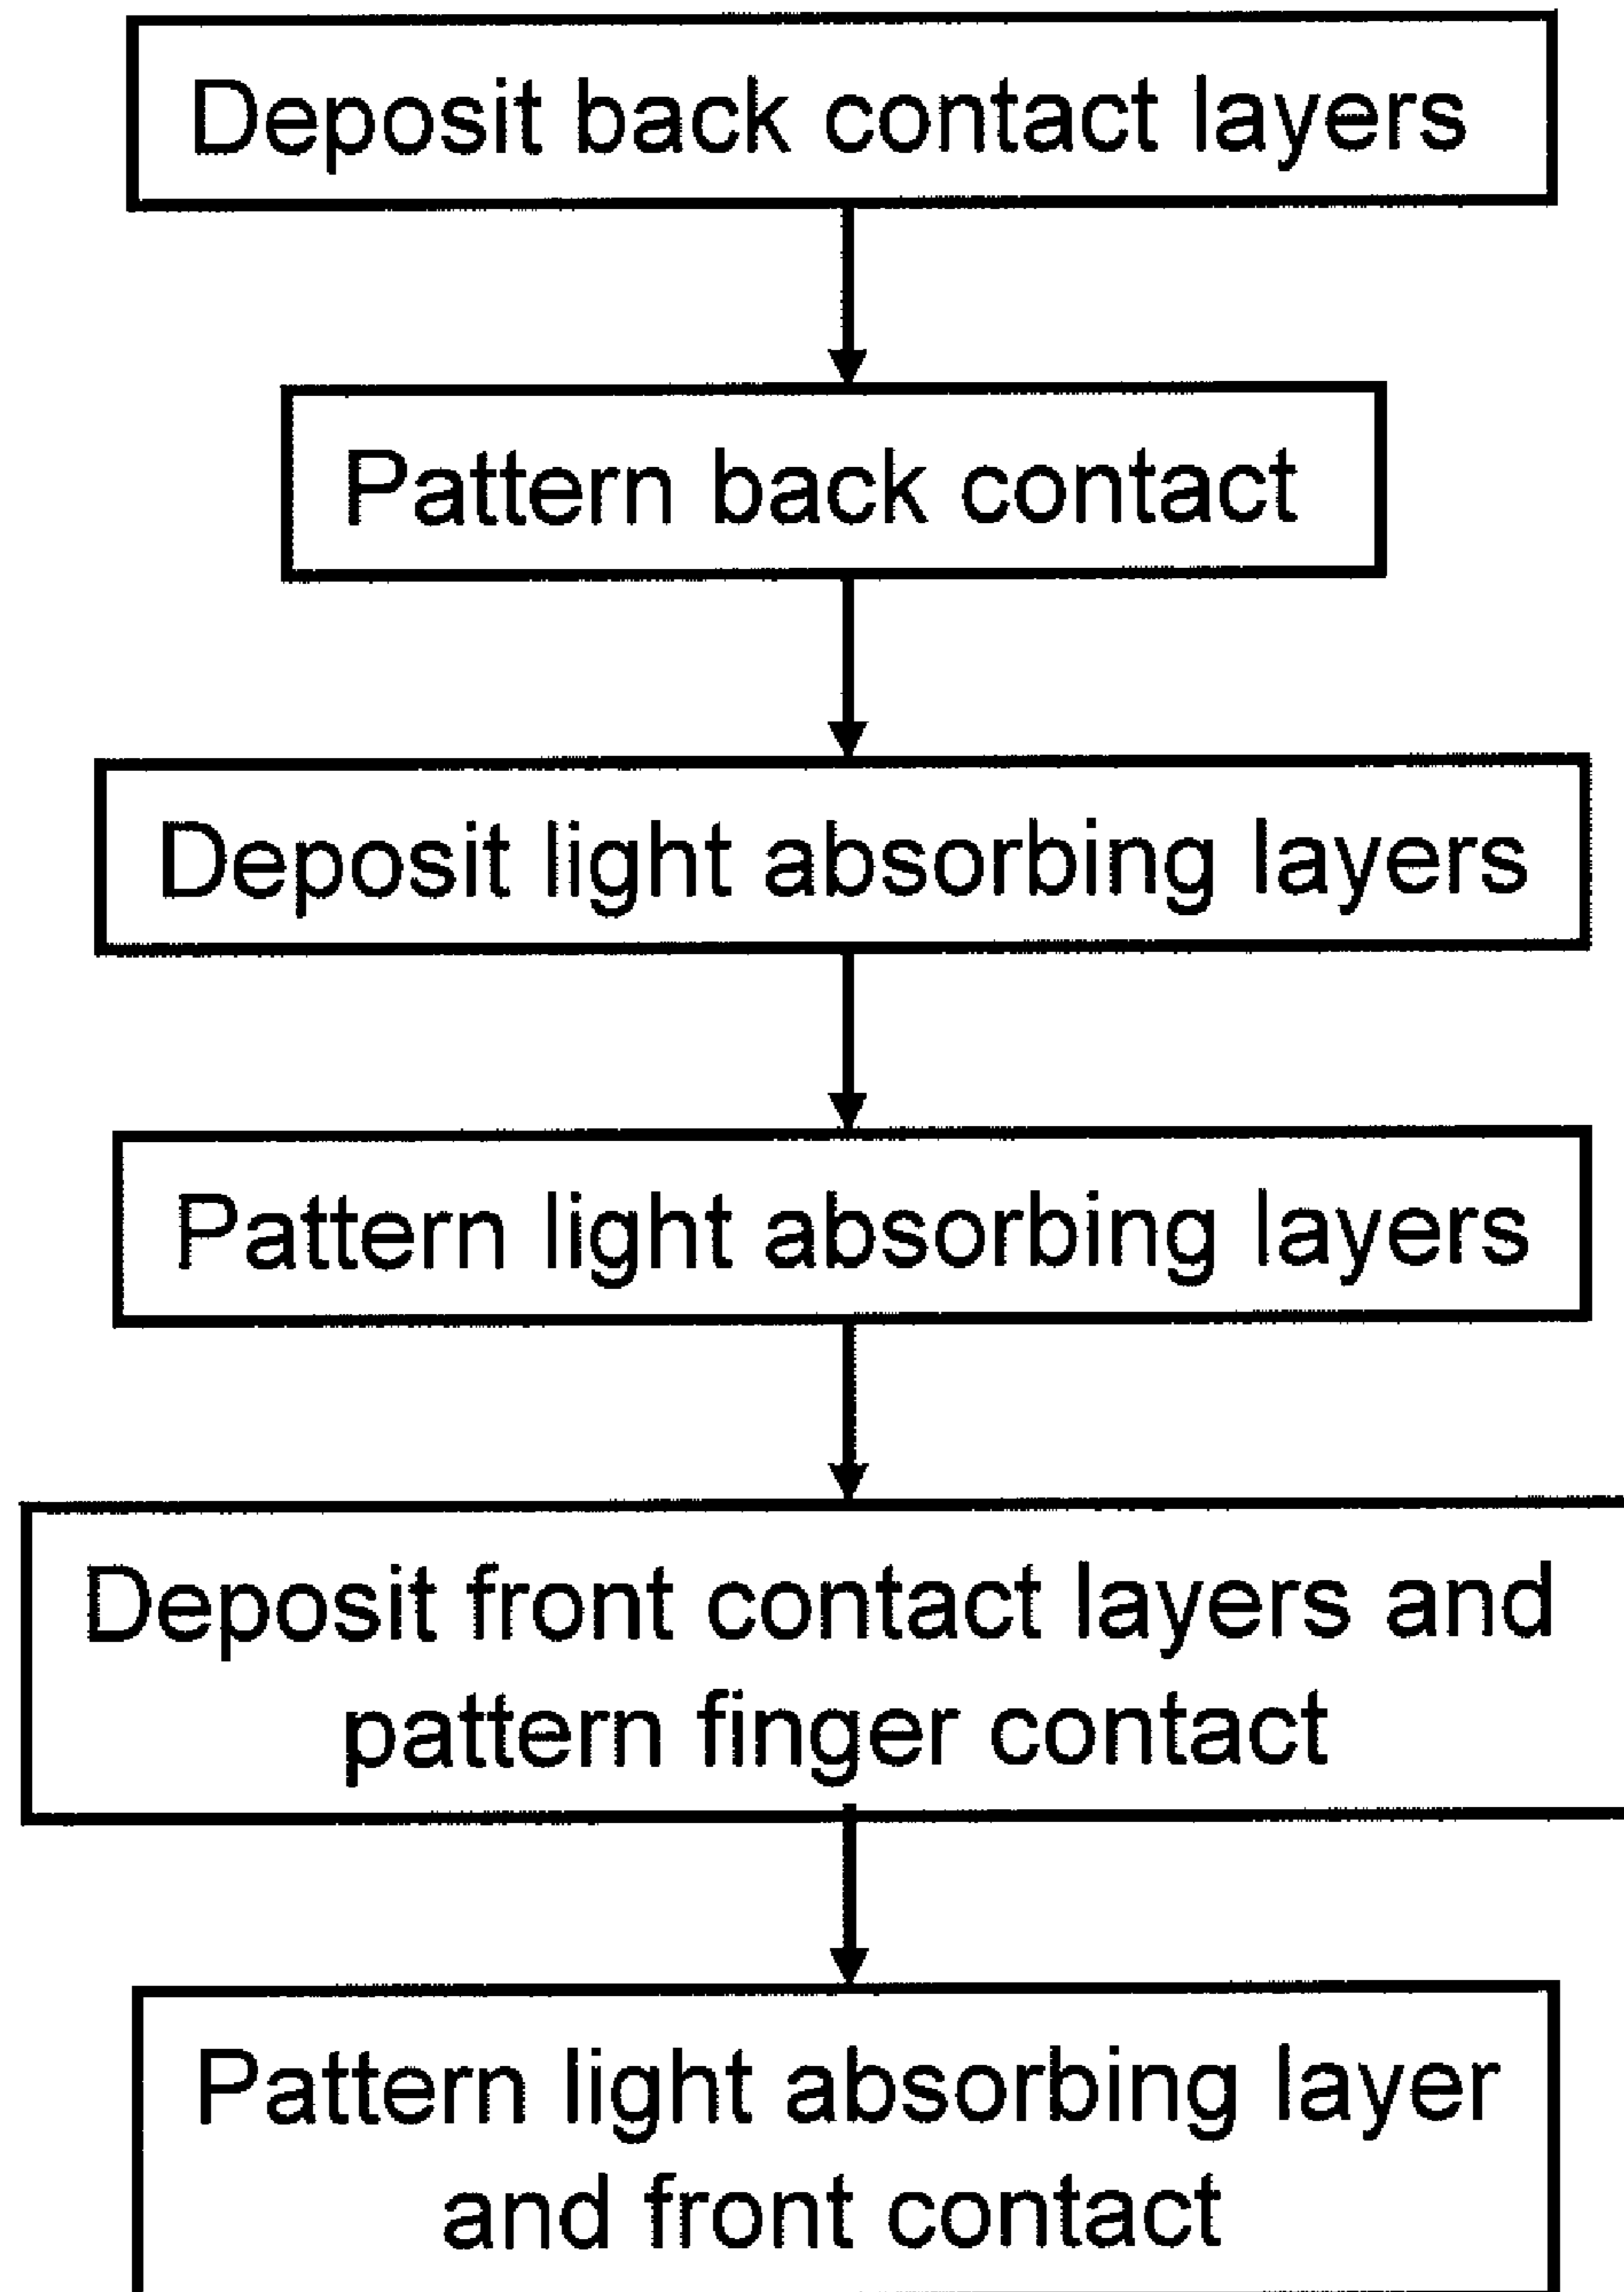 Deposit back contact layers
Pattern back contact
Deposit light absorbing layers
Pattern light absorbing layers
Deposit front contact layers and
pattern finger contact
Pattern light absorbing layer
and front contact